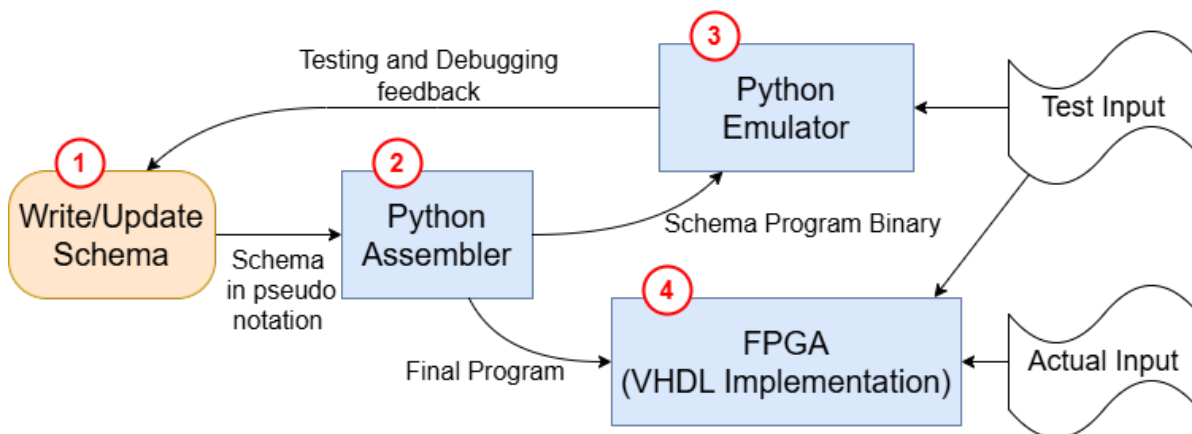 3
Testing and Debugging
feedback
Python
Emulator
Test Input
1
2
Write/Update
Schema
Python
Assembler
Schema Program Binary
Schema
in pseudo
notation
4
FPGA
(VHDL Implementation)
Final Program
Actual Input